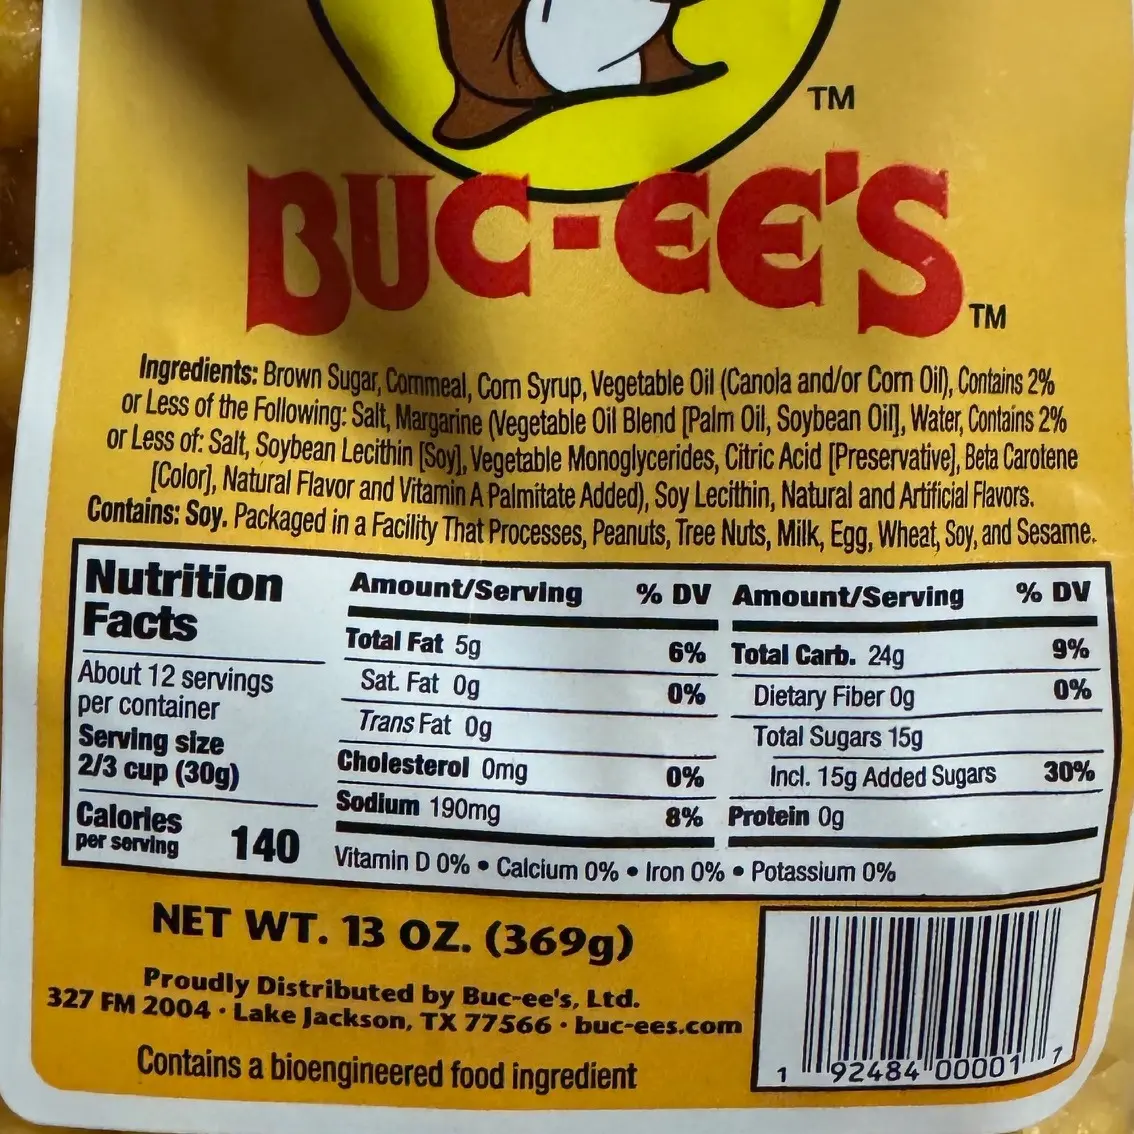 TM
BUC-EE'S
TM
Ingredients: Brown Sugar, Cornmeal, Corn Syrup, Vegetable Oil (Canola and/or Corn Oil), Contains 2%
or Less of the Following: Salt, Margarine (Vegetable Oil Blend [Palm Oil, Soybean Oil], Water, Contains 2%
or Less of: Salt, Soybean Lecithin [Soy], Vegetable Monoglycerides, Citric Acid [Preservative], Beta Carotene
[Color], Natural Flavor and Vitamin A Palmitate Added), Soy Lecithin, Natural and Artificial Flavors.
Contains: Soy. Packaged in a Facility That Processes, Peanuts, Tree Nuts, Milk, Egg, Wheat, Soy, and Sesame.
Nutrition
Facts
About 12 servings
per container
Serving size
2/3 cup (30g)
Calories
per serving 140
Amount/Serving % DV
Total Fat 5g 6%
Sat. Fat 0g 0%
Trans Fat 0g
Cholesterol 0mg 0%
Sodium 190mg 8%
Amount/Serving % DV
Total Carb. 24g 9%
Dietary Fiber 0g 0%
Total Sugars 15g
Incl. 15g Added Sugars 30%
Protein 0g
Vitamin D 0% • Calcium 0% • Iron 0% • Potassium 0%
NET WT. 13 OZ. (369g)
Proudly Distributed by Buc-ee's, Ltd.
327 FM 2004 · Lake Jackson, TX 77566 · buc-ees.com
Contains a bioengineered food ingredient
1 92484 00001 7